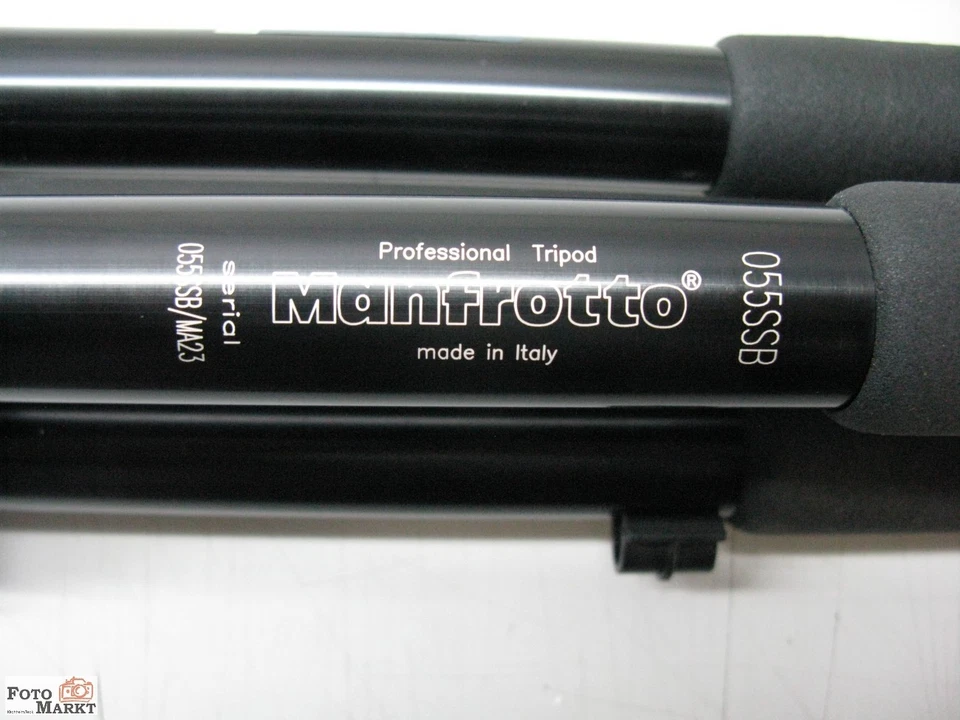 Professional Tripod
Manfrotto®
made in Italy
serial
055SB/MA23
055SSB
FOTO
MARKT